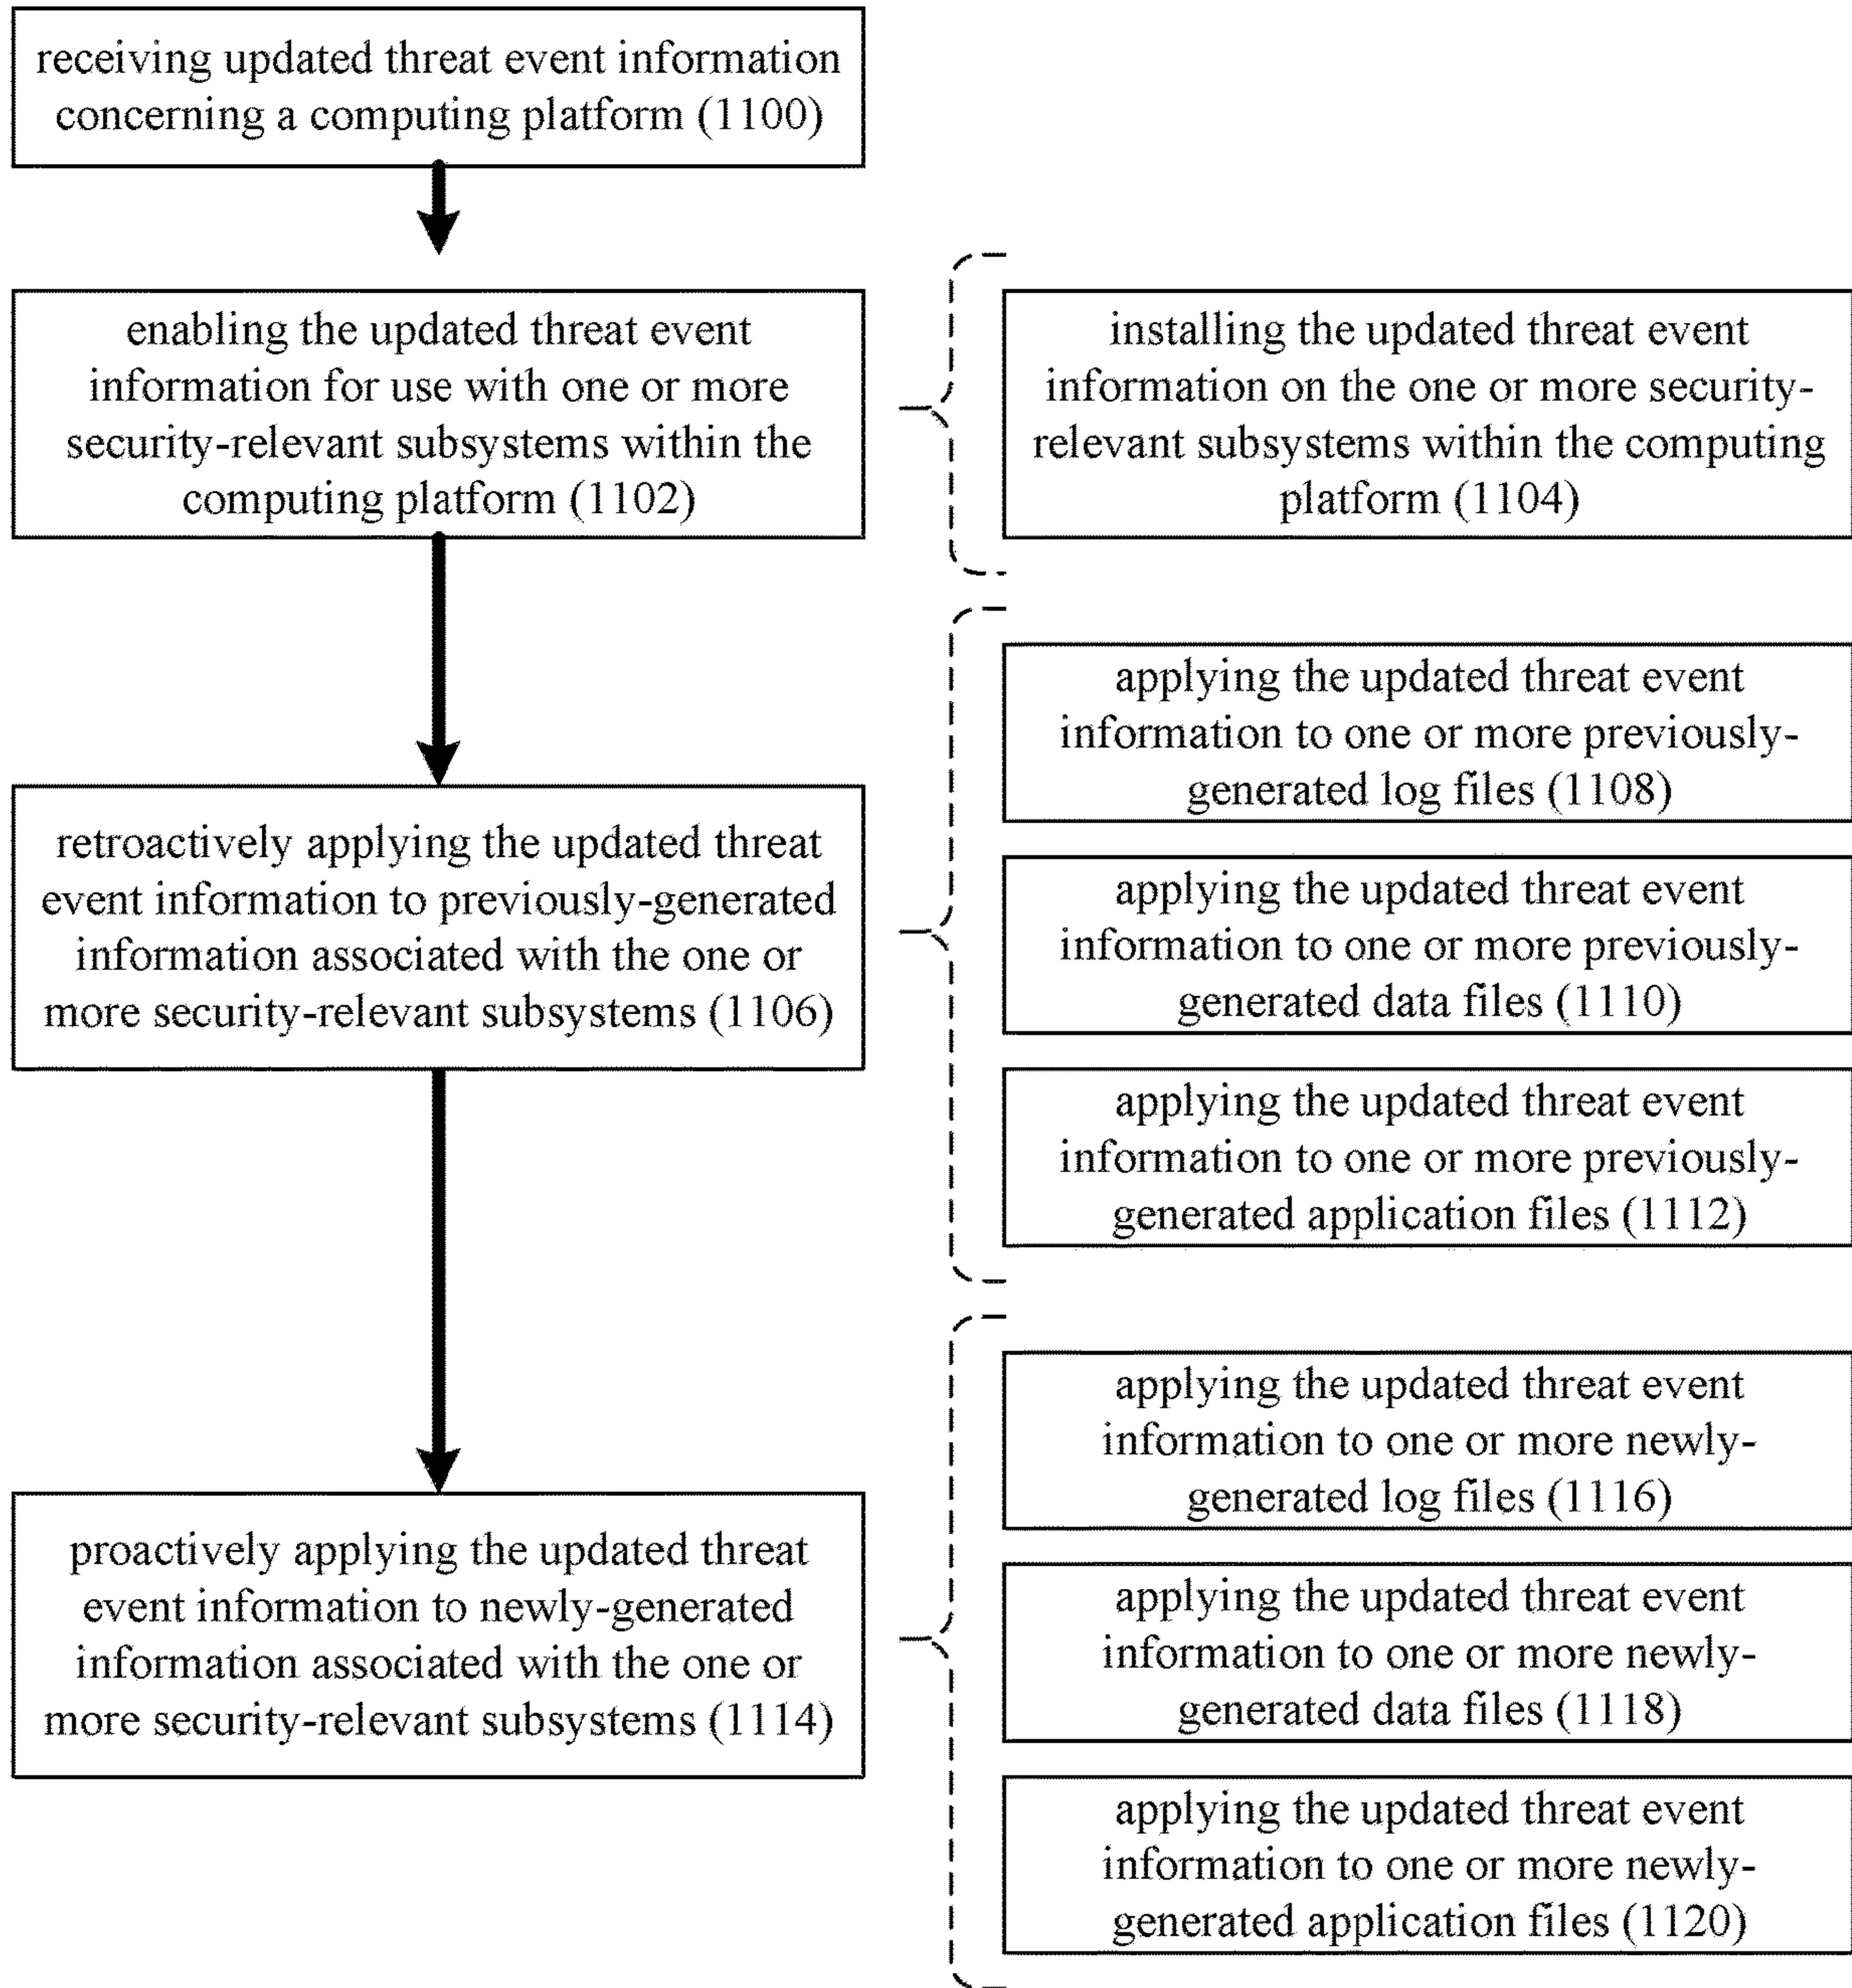 receiving updated threat event information
concerning a computing platform (1100)
enabling the updated threat event
information for use with one or more
security-relevant subsystems within the
computing platform (1102)
installing the updated threat event
information on the one or more security-
relevant subsystems within the computing
platform (1104)
retroactively applying the updated threat
event information to previously-generated
information associated with the one or
more security-relevant subsystems (1106)
applying the updated threat event
information to one or more previously-
generated log files (1108)
applying the updated threat event
information to one or more previously-
generated data files (1110)
applying the updated threat event
information to one or more previously-
generated application files (1112)
proactively applying the updated threat
event information to newly-generated
information associated with the one or
more security-relevant subsystems (1114)
applying the updated threat event
information to one or more newly-
generated log files (1116)
applying the updated threat event
information to one or more newly-
generated data files (1118)
applying the updated threat event
information to one or more newly-
generated application files (1120)